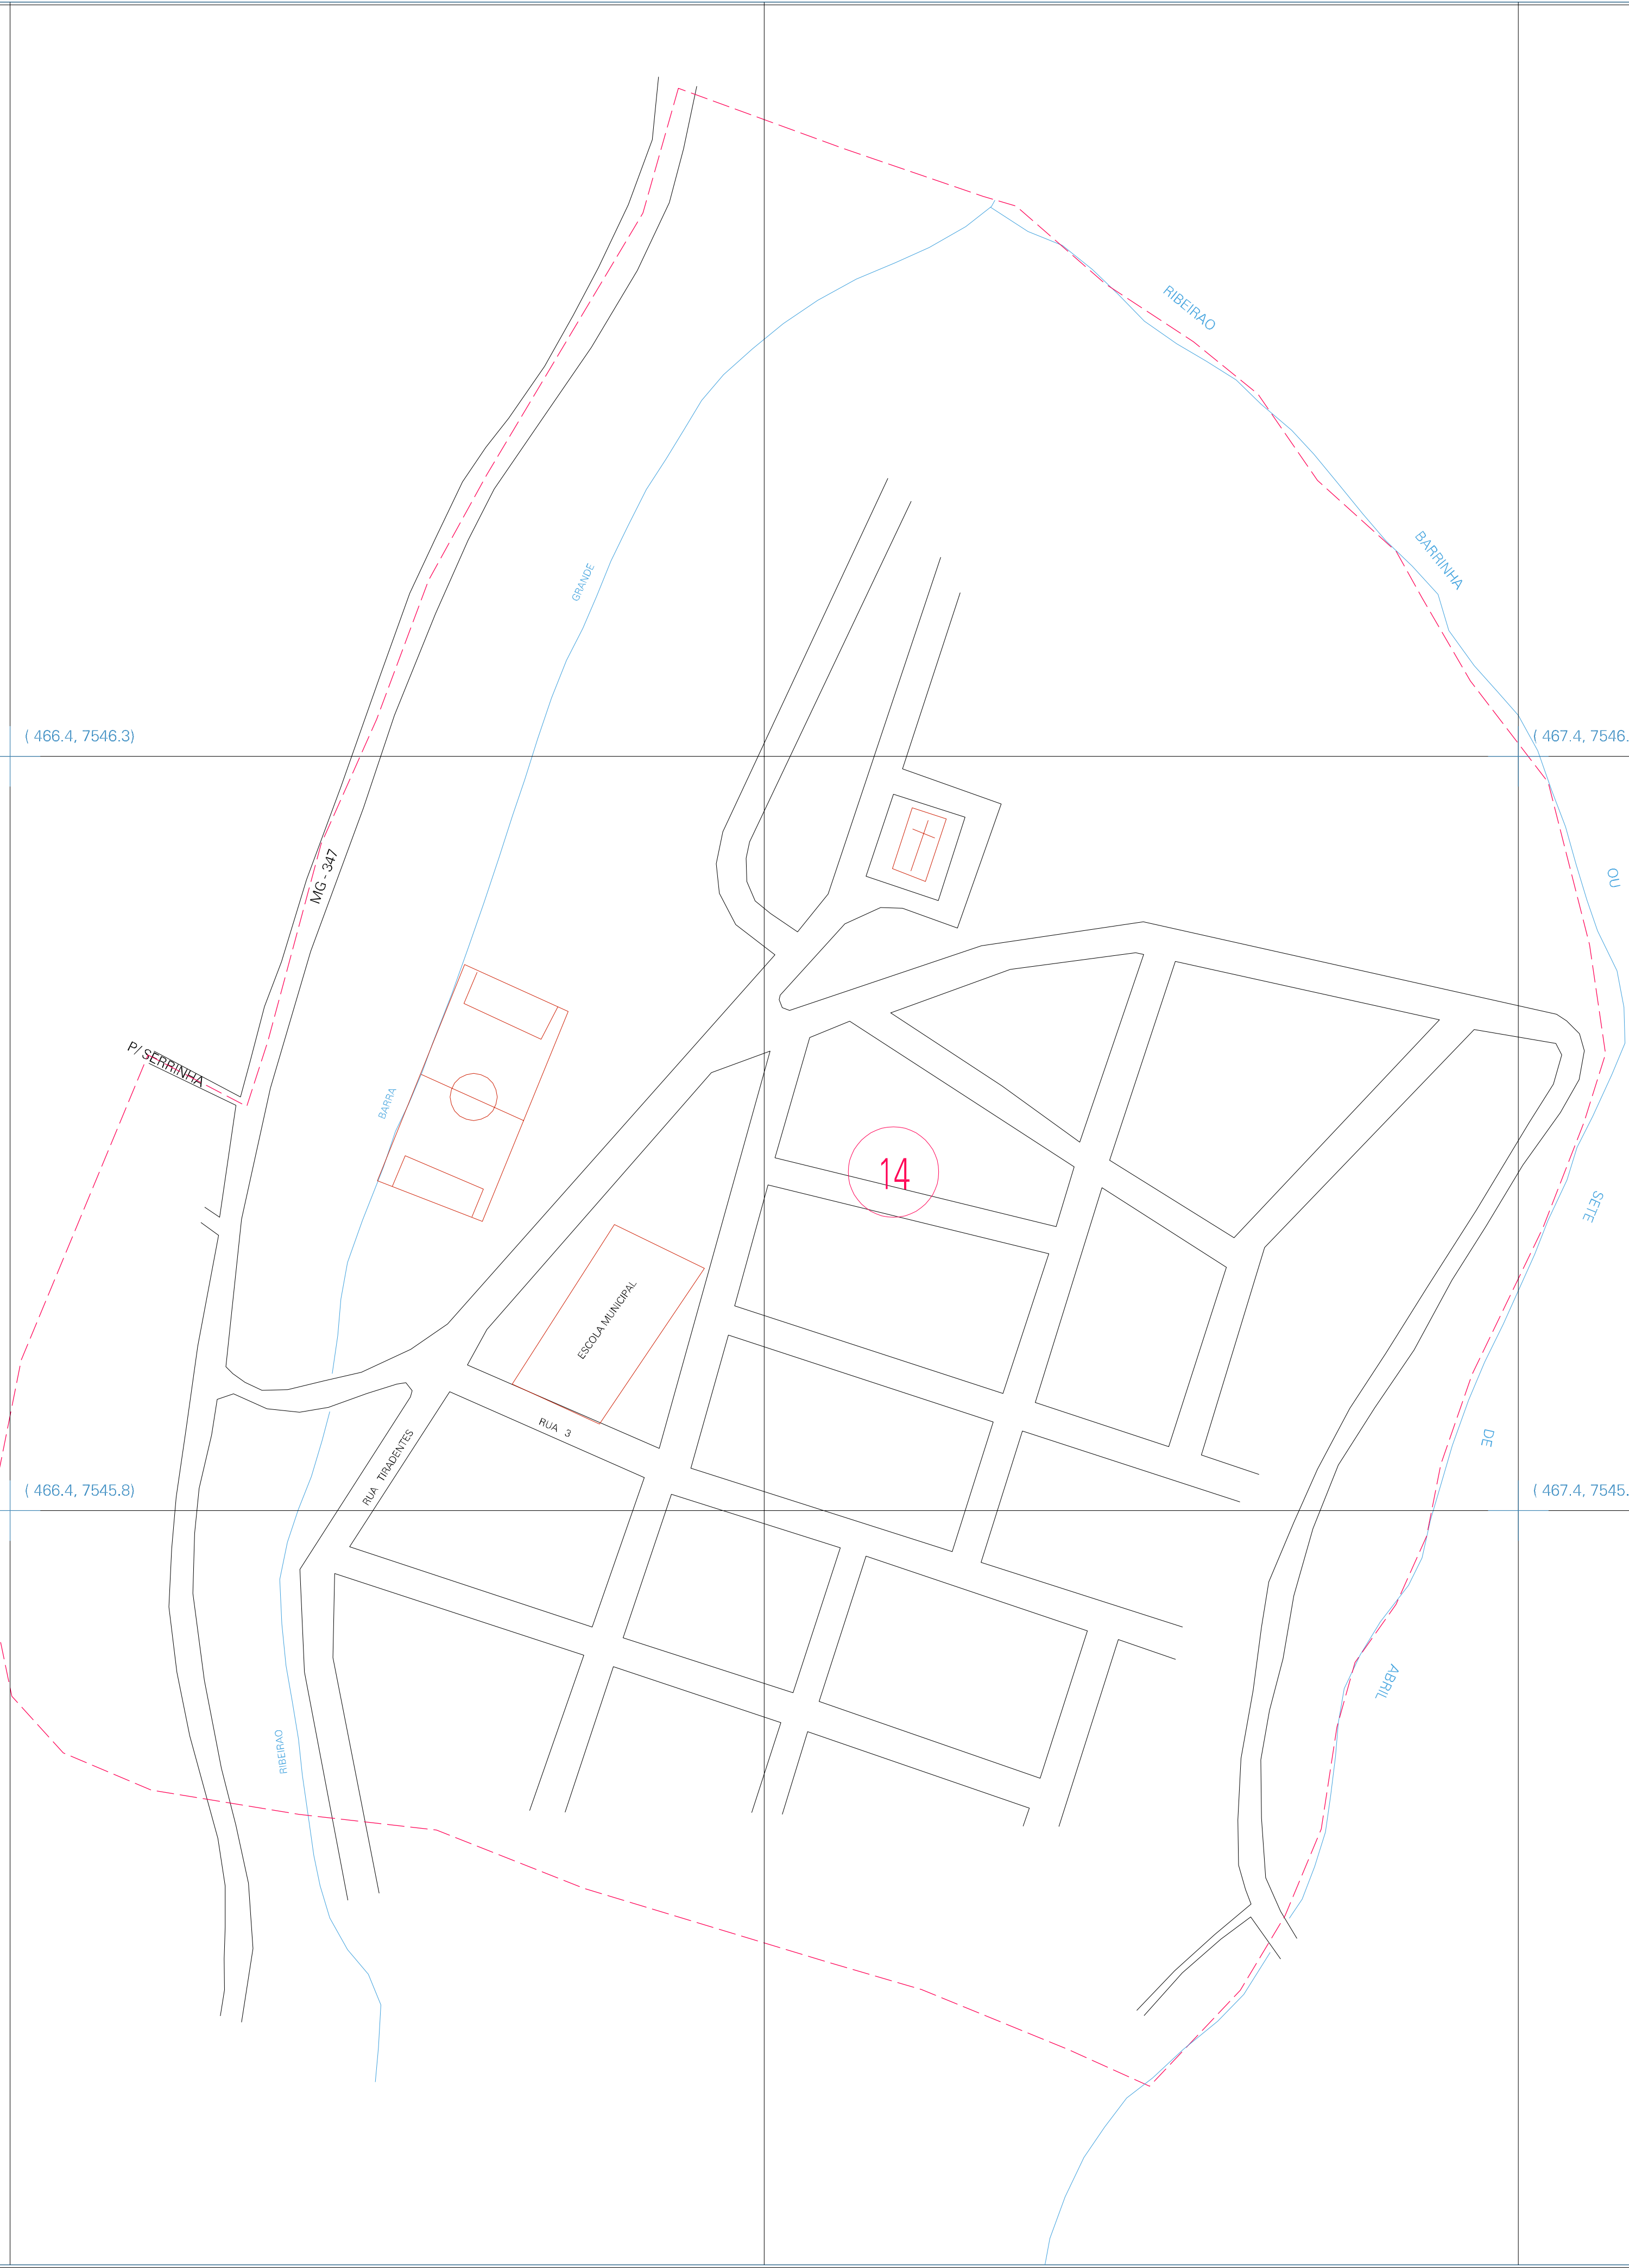 RIBEIRAO
BARRINHA
GRANDE
( 466.4, 7546.3)
( 467.4, 7546.
MG - 347
OU
P/ SERRINHA
BARRA
14
SETE
ESCOLA MUNICIPAL
RUA 3
RUA TIRADENTES
DE
( 466.4, 7545.8)
( 467.4, 7545.
ABRIL
RIBEIRAO